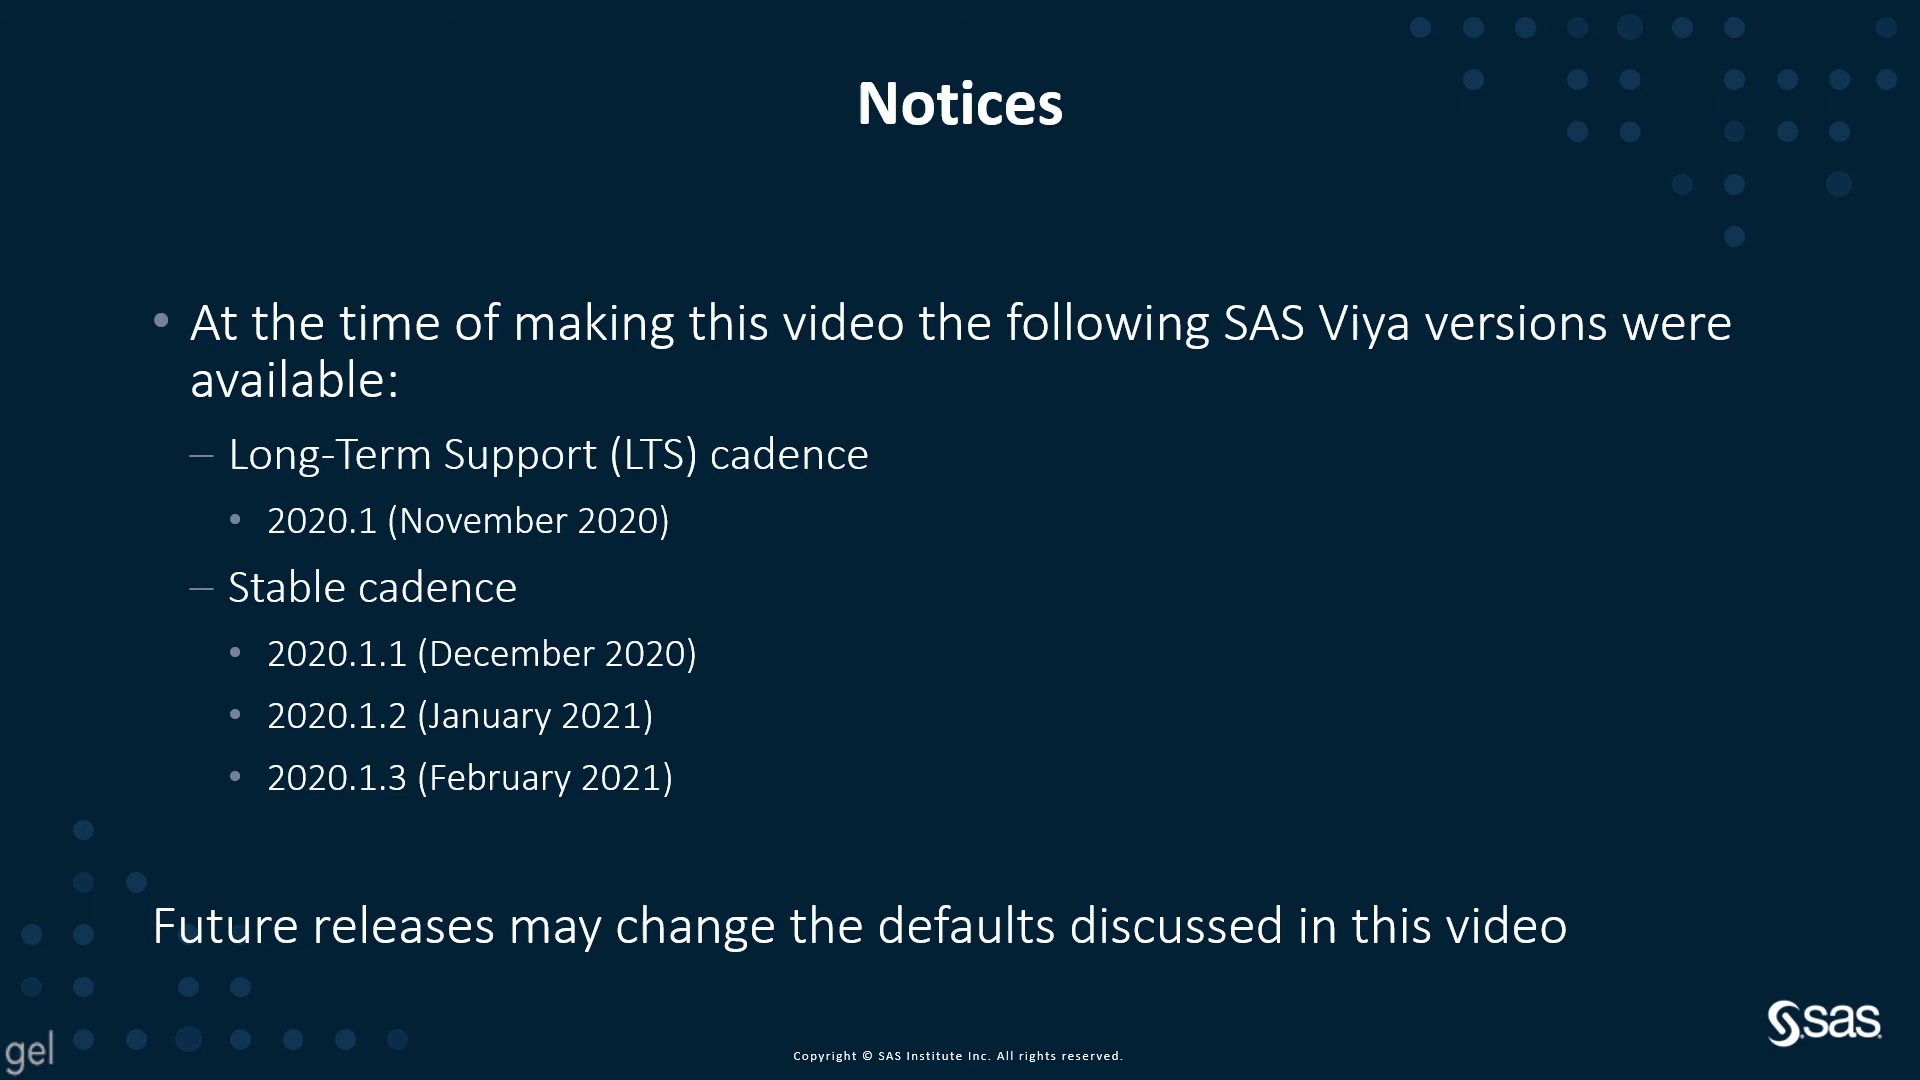 Notices
• At the time of making this video the following SAS Viya versions were
available:
– Long-Term Support (LTS) cadence
• 2020.1 (November 2020)
– Stable cadence
• 2020.1.1 (December 2020)
• 2020.1.2 (January 2021)
• 2020.1.3 (February 2021)
Future releases may change the defaults discussed in this video
gel
Copyright © SAS Institute Inc. All rights reserved.
sas